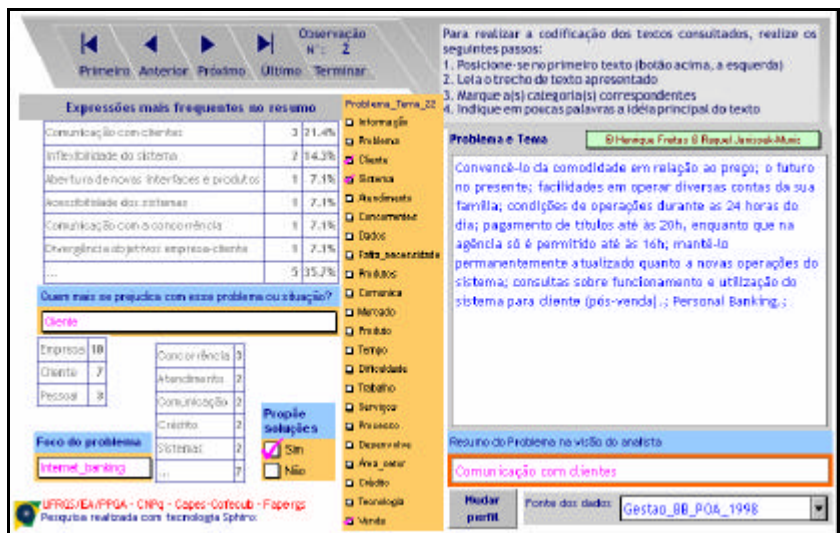 Observação
N°: 2
Primeiro Anterior Próximo Último Terminar
Para realizar a codificação dos textos consultados, realize os
seguintes passos:
1. Posicione-se no primeiro texto (botão acima, a esquerda)
2. Leia o trecho de texto apresentado
3. Marque a(s) categoria(s) correspondentes
4. Indique em poucas palavras a idéia principal do texto
Expressões mais frequentes no resumo
Comunicação com clientes 3 21.4%
Inflexibilidade do sistema 2 14.3%
Abertura de novas interfaces e produtos 1 7.1%
Acessibilidade dos sistemas 1 7.1%
Comunicação com a concorrência 1 7.1%
Divergência objetivos empresa-cliente 1 7.1%
... 5 35.7%
Quem mais se prejudica com esse problema ou situação?
Cliente
Empresa 10
Cliente 7
Pessoal 3
Concorrência 3
Atendimento 2
Comunicação 2
Crédito 2
Sistemas 2
... 7
Propõe
soluções
Sim
Não
Foco do problema
Internet_banking
UFRGS/EA/PPGA - CNPq - Capes-Cofecub - Fapergs
Pesquisa realizada com tecnologia Sphinx
Problema_Tema_22
Informação
Problema
Cliente
Sistema
Atendimento
Concorrentes
Dados
Falta_necessidade
Produtos
Comunica
Mercado
Produto
Tempo
Dificuldade
Trabalho
Serviços
Processo
Desenvolve
Área_setor
Crédito
Tecnologia
Venda
Problema e Tema
© Henrique Freitas & Raquel Janissek-Muniz
Convencê-lo da comodidade em relação ao preço; o futuro
no presente; facilidades em operar diversas contas da sua
família; condições de operações durante as 24 horas do
dia; pagamento de títulos até às 20h, enquanto que na
agência só é permitido até às 16h; mantê-lo
permanentemente atualizado quanto a novas operações do
sistema; consultas sobre funcionamento e utilização do
sistema para cliente (pós-venda).; Personal Banking.;
Resumo do Problema na visão do analista
Comunicação com clientes
Mudar
perfil
Fonte dos dados
Gestao_BB_POA_1998